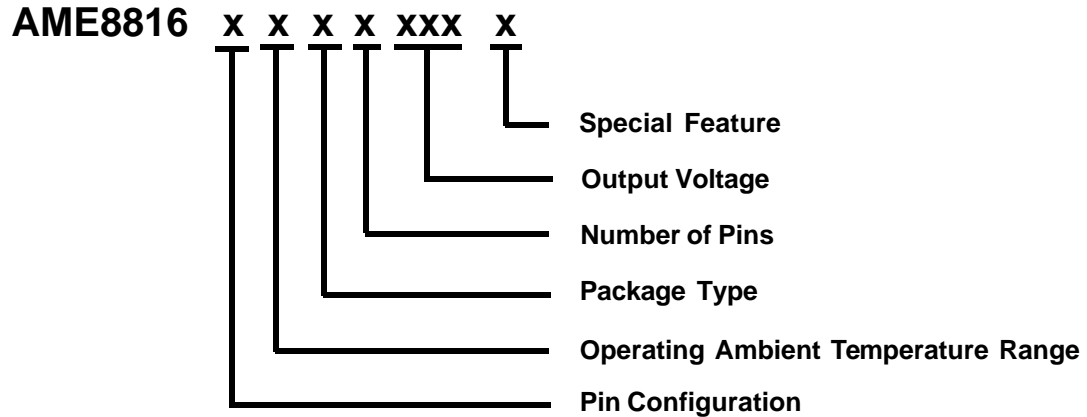 AME8816 x x x x xxx x
Special Feature
Output Voltage
Number of Pins
Package Type
Operating Ambient Temperature Range
Pin Configuration